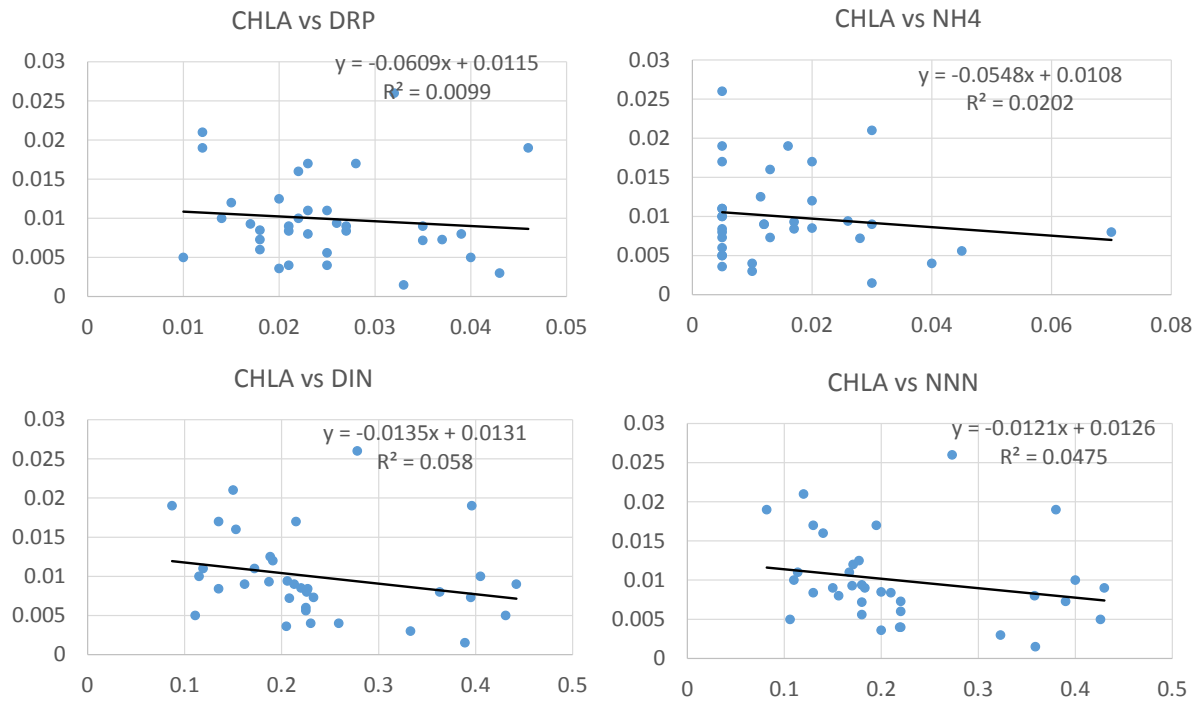 CHLA vs DRP
y = -0.0609x + 0.0115
R² = 0.0099
0.03
0.025
0.02
0.015
0.01
0.005
0
0 0.01 0.02 0.03 0.04 0.05
CHLA vs NH4
y = -0.0548x + 0.0108
R² = 0.0202
0.03
0.025
0.02
0.015
0.01
0.005
0
0 0.02 0.04 0.06 0.08
CHLA vs DIN
y = -0.0135x + 0.0131
R² = 0.058
0.03
0.025
0.02
0.015
0.01
0.005
0
0 0.1 0.2 0.3 0.4 0.5
CHLA vs NNN
y = -0.0121x + 0.0126
R² = 0.0475
0.03
0.025
0.02
0.015
0.01
0.005
0
0 0.1 0.2 0.3 0.4 0.5